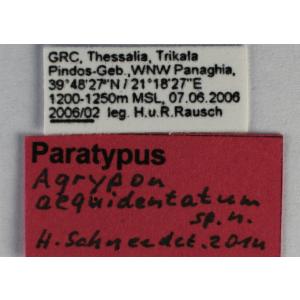 GRC, Thessalia, Trikala
Pindos-Geb., WNW Panaghia,
39°48'27"N / 21°18'27"E
1200-1250m MSL, 07.06.2006
2006/02 leg. H.u.R.Rausch
Paratypus
Agrypon
aequidentatum
sp.n.
H. Schnee det. 2014